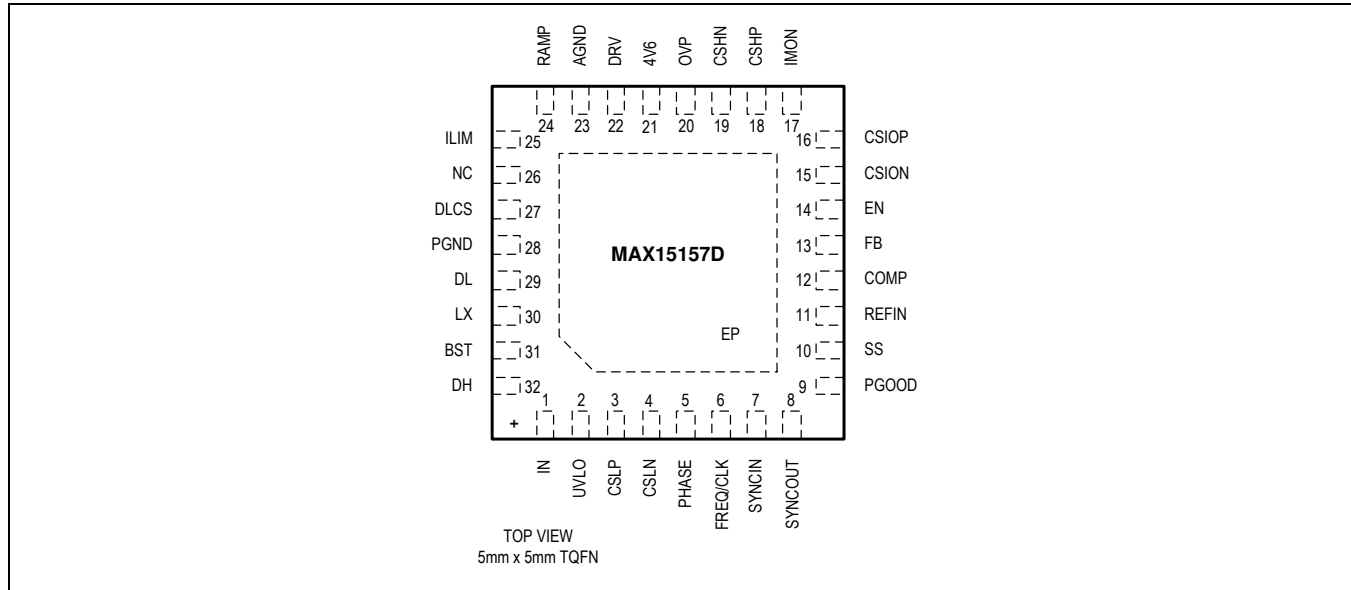 RAMP
AGND
DRV
4V6
OVP
CSHN
CSHP
IMON
24
23
22
21
20
19
18
17
ILIM 25
NC 26
DLCS 27
PGND 28
DL 29
LX 30
BST 31
DH 32
16 CSIOP
15 CSION
14 EN
13 FB
12 COMP
11 REFIN
10 SS
9 PGOOD
MAX15157D
EP
1
2
3
4
5
6
7
8
+
IN
UVLO
CSLP
CSLN
PHASE
FREQ/CLK
SYNCIN
SYNCOUT
TOP VIEW
5mm x 5mm TQFN